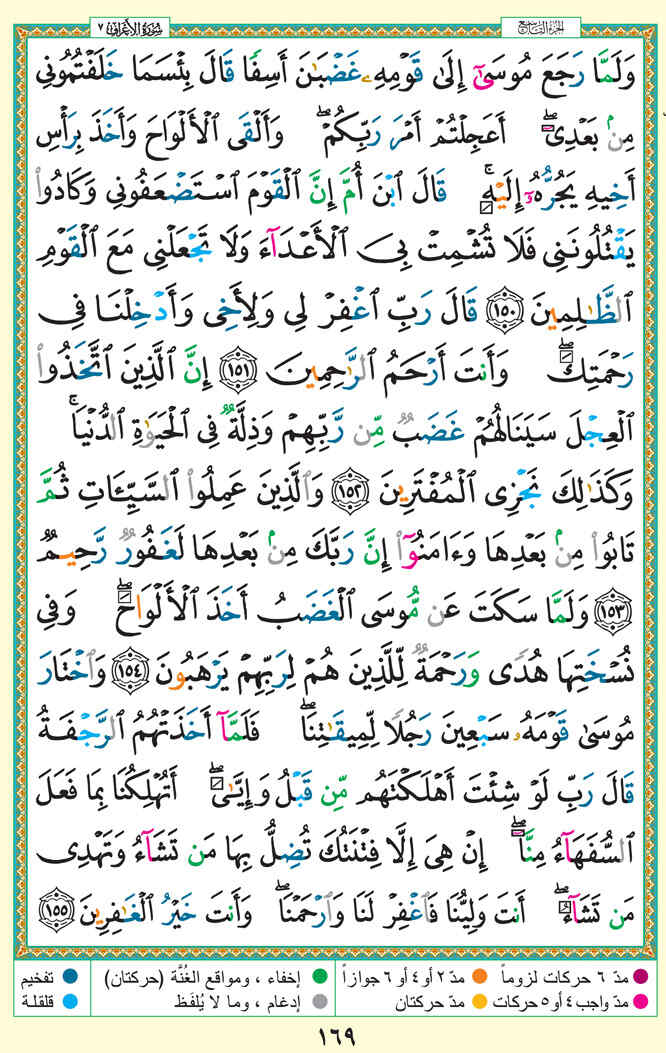 الجزء التاسع
سورة الأعراف ٧
وَلَمَّا رَجَعَ مُوسَىٰٓ إِلَىٰ قَوْمِهِۦ غَضْبَٰنَ أَسِفًا قَالَ بِئْسَمَا خَلَفْتُمُونِى
مِنۢ بَعْدِىٓ ۖ أَعَجِلْتُمْ أَمْرَ رَبِّكُمْ ۖ وَأَلْقَى ٱلْأَلْوَاحَ وَأَخَذَ بِرَأْسِ
أَخِيهِ يَجُرُّهُۥٓ إِلَيْهِ ۚ قَالَ ٱبْنَ أُمَّ إِنَّ ٱلْقَوْمَ ٱسْتَضْعَفُونِى وَكَادُوا۟
يَقْتُلُونَنِى فَلَا تُشْمِتْ بِىَ ٱلْأَعْدَآءَ وَلَا تَجْعَلْنِى مَعَ ٱلْقَوْمِ
ٱلظَّٰلِمِينَ ١٥٠ قَالَ رَبِّ ٱغْفِرْ لِى وَلِأَخِى وَأَدْخِلْنَا فِى
رَحْمَتِكَ ۖ وَأَنتَ أَرْحَمُ ٱلرَّٰحِمِينَ ١٥١ إِنَّ ٱلَّذِينَ ٱتَّخَذُوا۟
ٱلْعِجْلَ سَيَنَالُهُمْ غَضَبٌ مِّن رَّبِّهِمْ وَذِلَّةٌ فِى ٱلْحَيَوٰةِ ٱلدُّنْيَا ۚ
وَكَذَٰلِكَ نَجْزِى ٱلْمُفْتَرِينَ ١٥٢ وَٱلَّذِينَ عَمِلُوا۟ ٱلسَّيِّـَٔاتِ ثُمَّ
تَابُوا۟ مِنۢ بَعْدِهَا وَءَامَنُوٓا۟ إِنَّ رَبَّكَ مِنۢ بَعْدِهَا لَغَفُورٌ رَّحِيمٌ
١٥٣ وَلَمَّا سَكَتَ عَن مُّوسَى ٱلْغَضَبُ أَخَذَ ٱلْأَلْوَاحَ ۖ وَفِى
نُسْخَتِهَا هُدًى وَرَحْمَةٌ لِّلَّذِينَ هُمْ لِرَبِّهِمْ يَرْهَبُونَ ١٥٤ وَٱخْتَارَ
مُوسَىٰ قَوْمَهُۥ سَبْعِينَ رَجُلًا لِّمِيقَٰتِنَا ۖ فَلَمَّآ أَخَذَتْهُمُ ٱلرَّجْفَةُ
قَالَ رَبِّ لَوْ شِئْتَ أَهْلَكْتَهُم مِّن قَبْلُ وَإِيَّٰىَ ۖ أَتُهْلِكُنَا بِمَا فَعَلَ
ٱلسُّفَهَآءُ مِنَّآ ۖ إِنْ هِىَ إِلَّا فِتْنَتُكَ تُضِلُّ بِهَا مَن تَشَآءُ وَتَهْدِى
مَن تَشَآءُ ۖ أَنتَ وَلِيُّنَا فَٱغْفِرْ لَنَا وَٱرْحَمْنَا ۖ وَأَنتَ خَيْرُ ٱلْغَٰفِرِينَ ١٥٥
مدّ ٦ حركات لزوماً مدّ ٢ أو ٤ أو ٦ جوازاً إخفاء ، ومواقع الغُنَّة (حركتان) تفخيم
مدّ واجب ٤ أو ٥ حركات مدّ حركتان إدغام ، وما لا يُلفَظ قلقلة
١٦٩